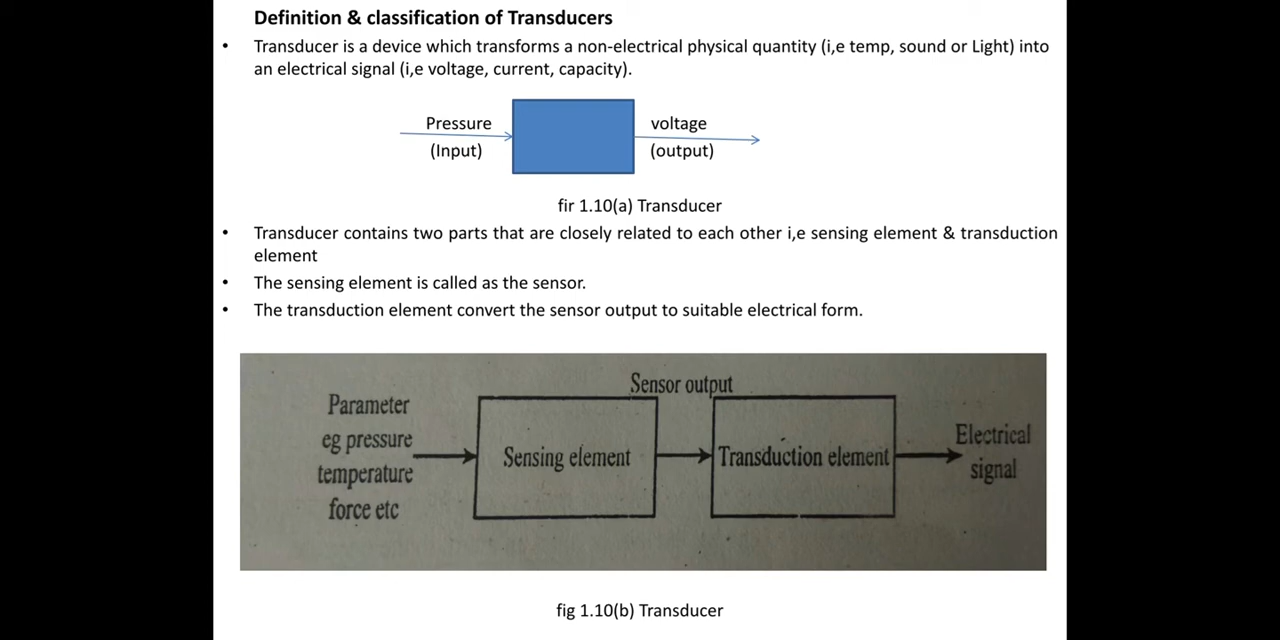 Definition & classification of Transducers
• Transducer is a device which transforms a non-electrical physical quantity (i,e temp, sound or Light) into
an electrical signal (i,e voltage, current, capacity).
Pressure
(Input)
voltage
(output)
fir 1.10(a) Transducer
• Transducer contains two parts that are closely related to each other i,e sensing element & transduction
element
• The sensing element is called as the sensor.
• The transduction element convert the sensor output to suitable electrical form.
Parameter
eg pressure
temperature
force etc
Sensing element
Sensor output
Transduction element
Electrical
signal
fig 1.10(b) Transducer